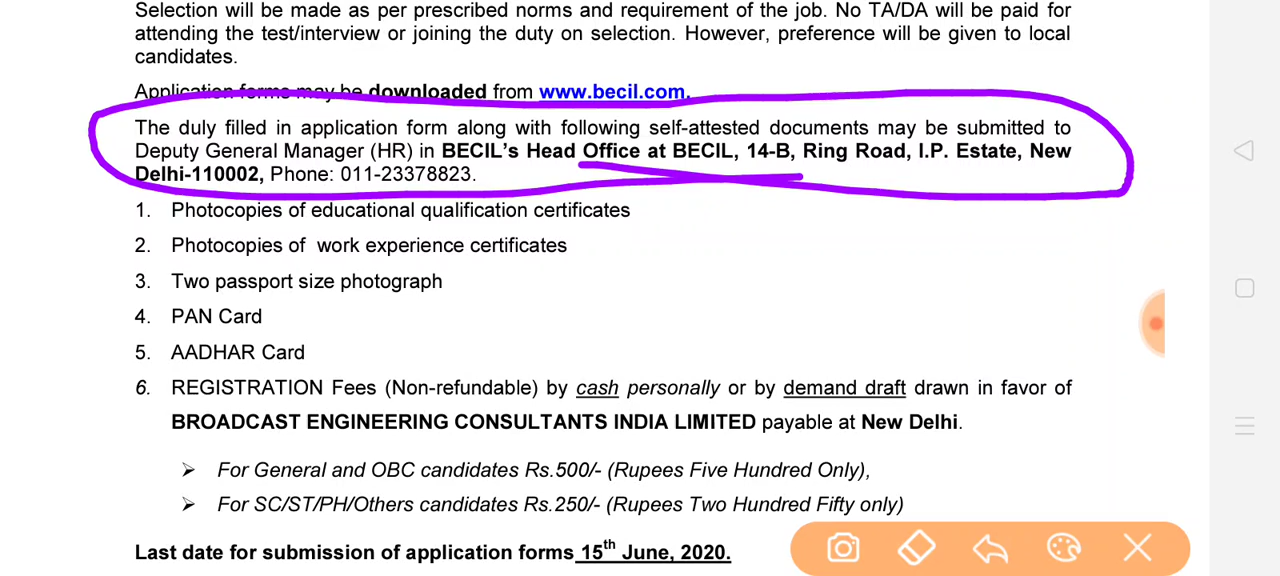 Selection will be made as per prescribed norms and requirement of the job. No TA/DA will be paid for
attending the test/interview or joining the duty on selection. However, preference will be given to local
candidates.
Application forms may be downloaded from www.becil.com.
The duly filled in application form along with following self-attested documents may be submitted to
Deputy General Manager (HR) in BECIL's Head Office at BECIL, 14-B, Ring Road, I.P. Estate, New
Delhi-110002, Phone: 011-23378823.
1. Photocopies of educational qualification certificates
2. Photocopies of work experience certificates
3. Two passport size photograph
4. PAN Card
5. AADHAR Card
6. REGISTRATION Fees (Non-refundable) by cash personally or by demand draft drawn in favor of
BROADCAST ENGINEERING CONSULTANTS INDIA LIMITED payable at New Delhi.
➢ For General and OBC candidates Rs.500/- (Rupees Five Hundred Only),
➢ For SC/ST/PH/Others candidates Rs.250/- (Rupees Two Hundred Fifty only)
Last date for submission of application forms 15th June, 2020.